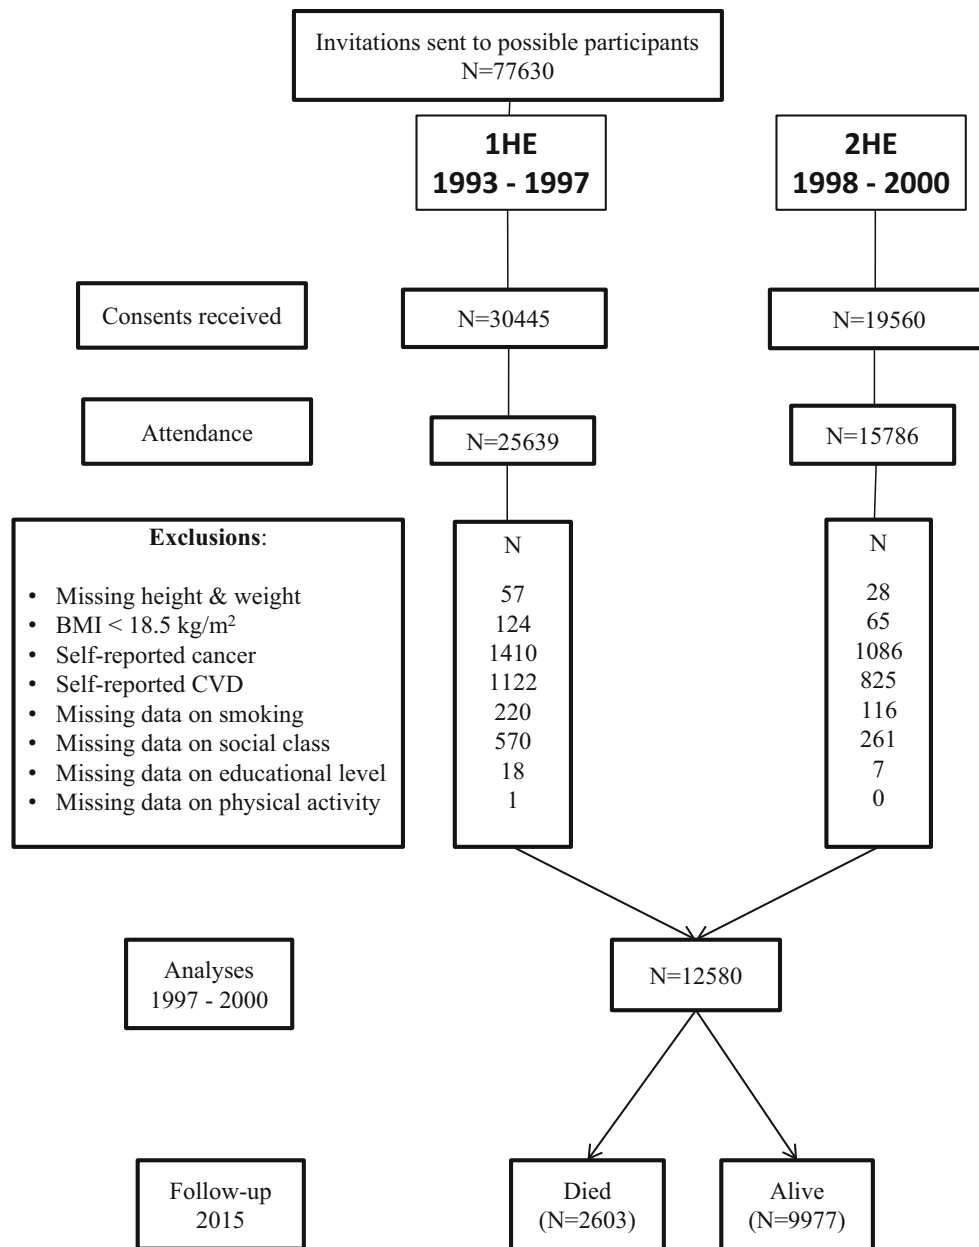 Invitations sent to possible participants
N=77630
1HE
1993 - 1997
2HE
1998 - 2000
Consents received
N=30445
N=19560
Attendance
N=25639
N=15786
Exclusions:
• Missing height & weight
• BMI < 18.5 kg/m²
• Self-reported cancer
• Self-reported CVD
• Missing data on smoking
• Missing data on social class
• Missing data on educational level
• Missing data on physical activity
N
57
124
1410
1122
220
570
18
1
N
28
65
1086
825
116
261
7
0
Analyses
1997 - 2000
N=12580
Follow-up
2015
Died
(N=2603)
Alive
(N=9977)